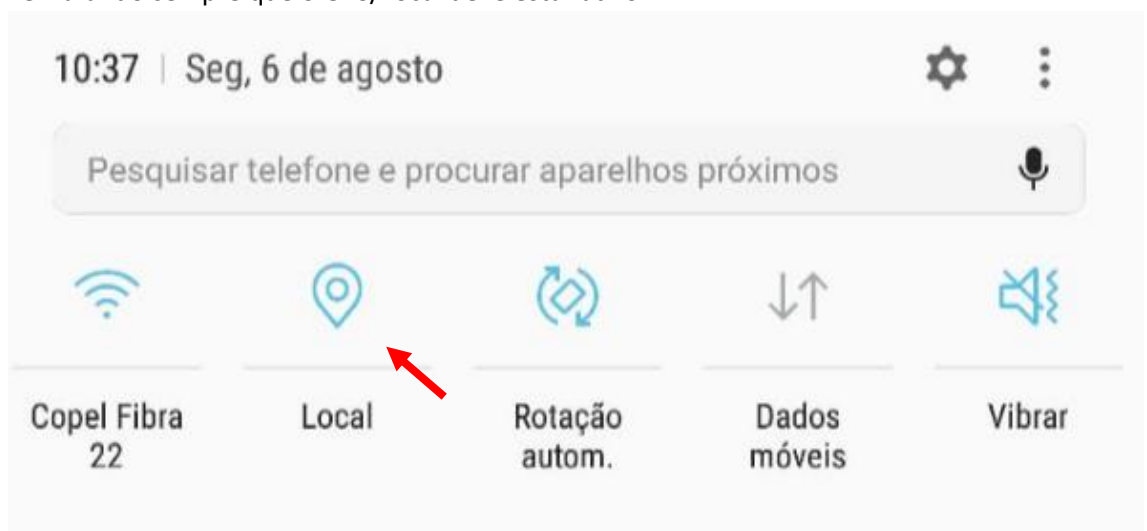 10:37 | Seg, 6 de agosto
Pesquisar telefone e procurar aparelhos próximos
Copel Fibra
22
Local
Rotação
autom.
Dados
móveis
Vibrar